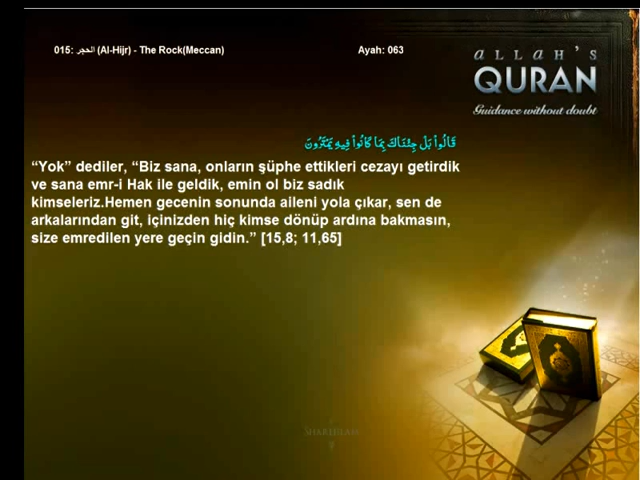 015: الحجر (Al-Hijr) - The Rock(Meccan) Ayah: 063
ALLAH'S
QURAN
Guidance without doubt
قَالُوا۟ بَلْ جِئْنَـٰكَ بِمَا كَانُوا۟ فِيهِ يَمْتَرُونَ
“Yok” dediler, “Biz sana, onların şüphe ettikleri cezayı getirdik
ve sana emr-i Hak ile geldik, emin ol biz sadık
kimseleriz.Hemen gecenin sonunda aileni yola çıkar, sen de
arkalarından git, içinizden hiç kimse dönüp ardına bakmasın,
size emredilen yere geçin gidin.” [15,8; 11,65]